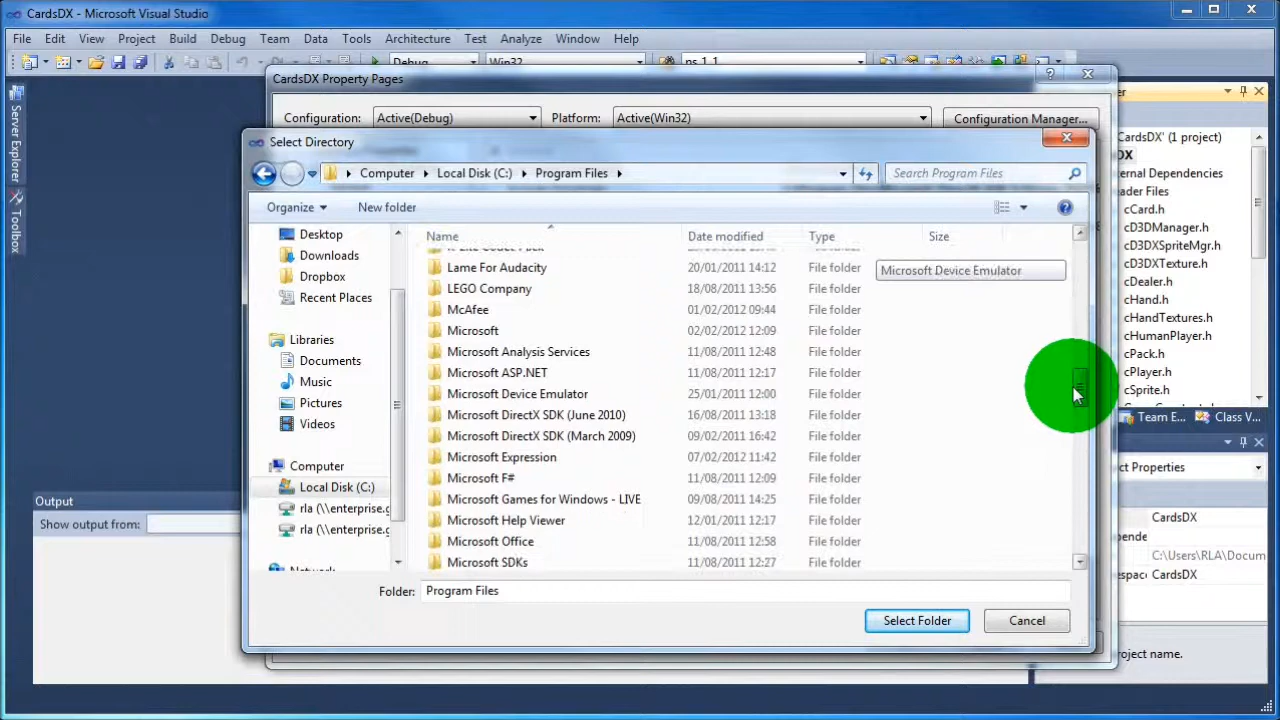 CardsDX - Microsoft Visual Studio
File Edit View Project Build Debug Team Data Tools Architecture Test Analyze Window Help
Debug Win32 ns 1 1
CardsDX Property Pages
Configuration: Active(Debug) Platform: Active(Win32) Configuration Manager...
Select Directory
Computer Local Disk (C:) Program Files Search Program Files
Organize New folder
Name Date modified Type Size
Lame For Audacity 20/01/2011 14:12 File folder
LEGO Company 18/08/2011 13:56 File folder
McAfee 01/02/2012 09:44 File folder
Microsoft 02/02/2012 12:09 File folder
Microsoft Analysis Services 11/08/2011 12:48 File folder
Microsoft ASP.NET 11/08/2011 12:17 File folder
Microsoft Device Emulator 25/01/2011 12:00 File folder
Microsoft DirectX SDK (June 2010) 16/08/2011 13:18 File folder
Microsoft DirectX SDK (March 2009) 09/02/2011 16:42 File folder
Microsoft Expression 07/02/2012 11:42 File folder
Microsoft F# 11/08/2011 12:09 File folder
Microsoft Games for Windows - LIVE 09/08/2011 14:25 File folder
Microsoft Help Viewer 12/01/2011 12:17 File folder
Microsoft Office 11/08/2011 12:58 File folder
Microsoft SDKs 11/08/2011 12:27 File folder
Microsoft Device Emulator
Desktop
Downloads
Dropbox
Recent Places
Libraries
Documents
Music
Pictures
Videos
Computer
Local Disk (C:)
rla (\\enterprise.g
rla (\\enterprise.g
Folder: Program Files
Select Folder Cancel
Server Explorer
Toolbox
Output
Show output from:
er
CardsDX' (1 project)
DX
ernal Dependencies
ader Files
cCard.h
cD3DManager.h
cD3DXSpriteMgr.h
cD3DXTexture.h
cDealer.h
cHand.h
cHandTextures.h
cHumanPlayer.h
cPack.h
cPlayer.h
cSprite.h
Team E... Class V...
ct Properties
CardsDX
epende C:\Users\RLA\Docum
espac CardsDX
roject name.